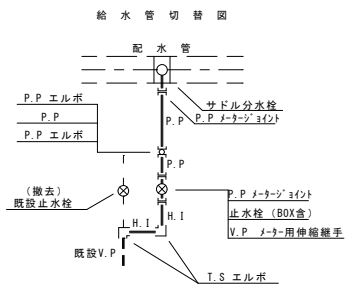 給水管切替図
配水管
P.P エルボ
P.P
P.P エルボ
サドル分水栓
P.P メータージョイント
P.P
P.P
(撤去)
既設止水栓
P.P メータージョイント
止水栓 (BOX含)
V.P メーター用伸縮継手
H.I
H.I
既設V.P
T.S エルボ